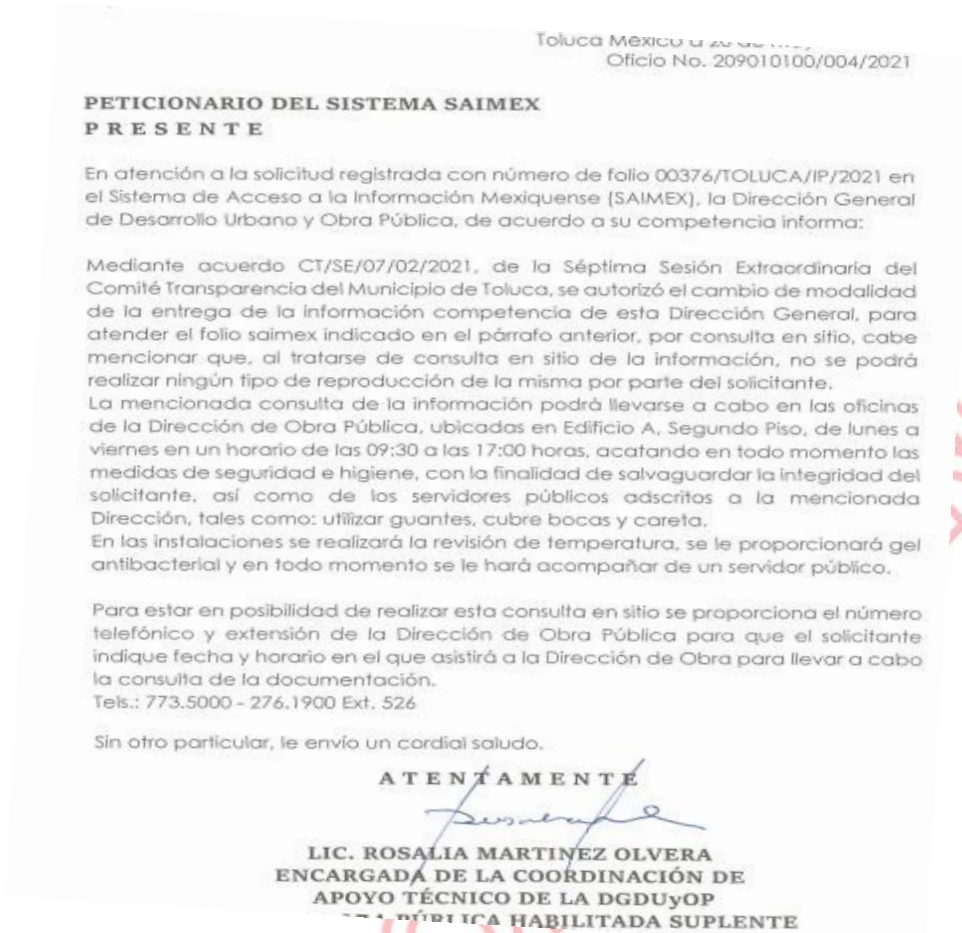 Toluca México a
Oficio No. 209010100/004/2021
PETICIONARIO DEL SISTEMA SAIMEX
P R E S E N T E
En atención a la solicitud registrada con número de folio 00376/TOLUCA/IP/2021 en
el Sistema de Acceso a la Información Mexiquense (SAIMEX), la Dirección General
de Desarrollo Urbano y Obra Pública, de acuerdo a su competencia informa:
Mediante acuerdo CT/SE/07/02/2021, de la Séptima Sesión Extraordinaria del
Comité Transparencia del Municipio de Toluca, se autorizó el cambio de modalidad
de la entrega de la información competencia de esta Dirección General, para
atender el folio saimex indicado en el párrafo anterior, por consulta en sitio, cabe
mencionar que, al tratarse de consulta en sitio de la información, no se podrá
realizar ningún tipo de reproducción de la misma por parte del solicitante.
La mencionada consulta de la información podrá llevarse a cabo en las oficinas
de la Dirección de Obra Pública, ubicadas en Edificio A, Segundo Piso, de lunes a
viernes en un horario de las 09:30 a las 17:00 horas, acatando en todo momento las
medidas de seguridad e higiene, con la finalidad de salvaguardar la integridad del
solicitante, así como de los servidores públicos adscritos a la mencionada
Dirección, tales como: utilizar guantes, cubre bocas y careta.
En las instalaciones se realizará la revisión de temperatura, se le proporcionará gel
antibacterial y en todo momento se le hará acompañar de un servidor público.
Para estar en posibilidad de realizar esta consulta en sitio se proporciona el número
telefónico y extensión de la Dirección de Obra Pública para que el solicitante
indique fecha y horario en el que asistirá a la Dirección de Obra para llevar a cabo
la consulta de la documentación.
Tels.: 773.5000 - 276.1900 Ext. 526
Sin otro particular, le envío un cordial saludo.
A T E N T A M E N T E
LIC. ROSALIA MARTINEZ OLVERA
ENCARGADA DE LA COORDINACIÓN DE
APOYO TÉCNICO DE LA DGDUyOP
PÚBLICA HABILITADA SUPLENTE